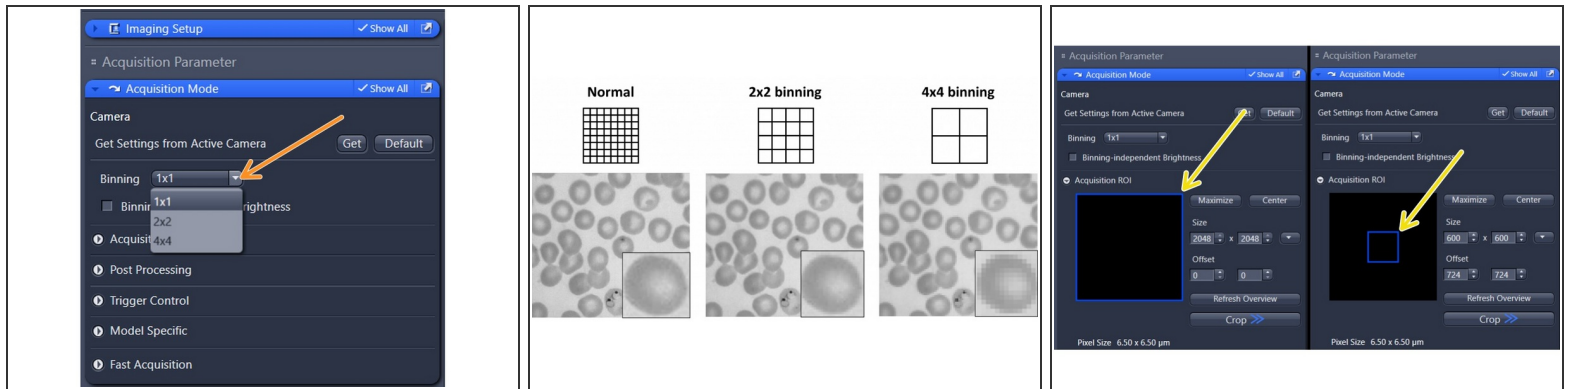 Imaging Setup
Show All
Acquisition Parameter
Acquisition Mode
Show All
Camera
Get Settings from Active Camera
Get
Default
Binning
1x1
1x1
2x2
4x4
Binnin
rightness
Acquisit
Post Processing
Trigger Control
Model Specific
Fast Acquisition
Normal
2x2 binning
4x4 binning
Acquisition Parameter
Acquisition Mode
Show All
Camera
Get Settings from Active Camera
Get
Default
Binning
1x1
Binning-independent Brightness
Acquisition ROI
Maximize
Center
Size
2048 x 2048
Offset
0
0
Refresh Overview
Crop
Pixel Size 6.50 x 6.50 µm
Acquisition Parameter
Acquisition Mode
Show All
Camera
Get Settings from Active Camera
Get
Default
Binning
1x1
Binning-independent Brightness
Acquisition ROI
Maximize
Center
Size
600 x 600
Offset
724
724
Refresh Overview
Crop
Pixel Size 6.50 x 6.50 µm